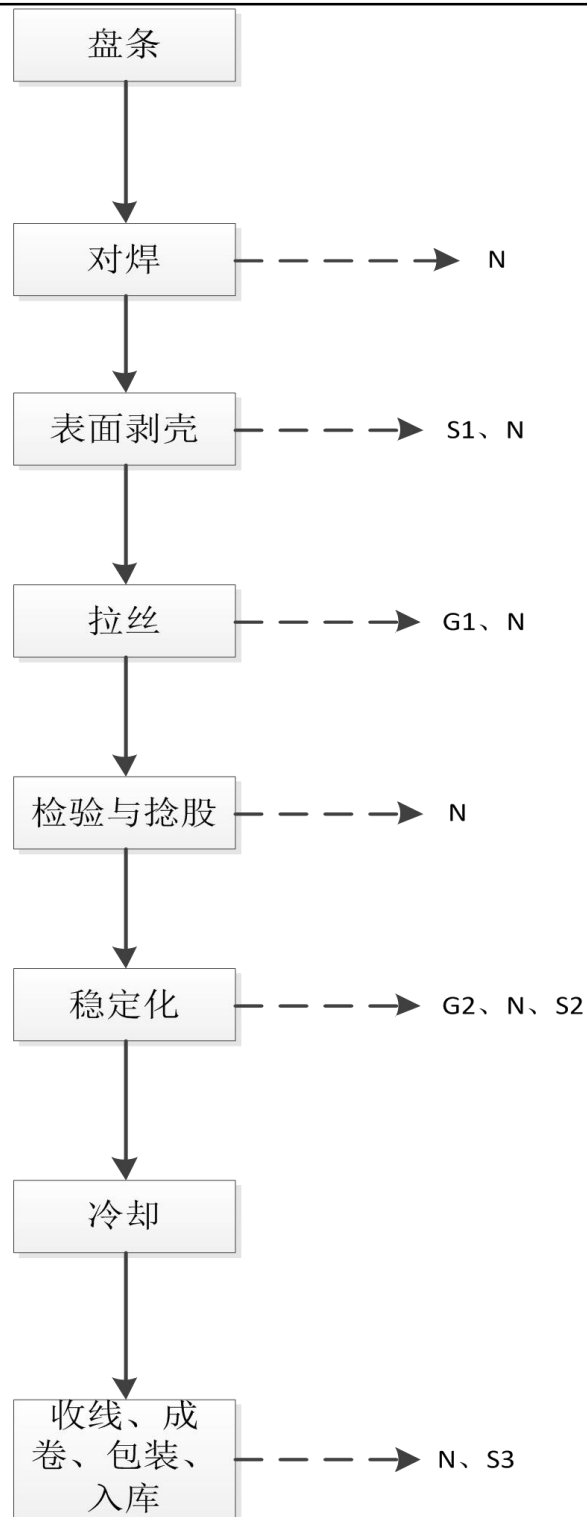 盘条
对焊
N
表面剥壳
S1、N
拉丝
G1、N
检验与捻股
N
稳定化
G2、N、S2
冷却
收线、成
卷、包装、
入库
N、S3